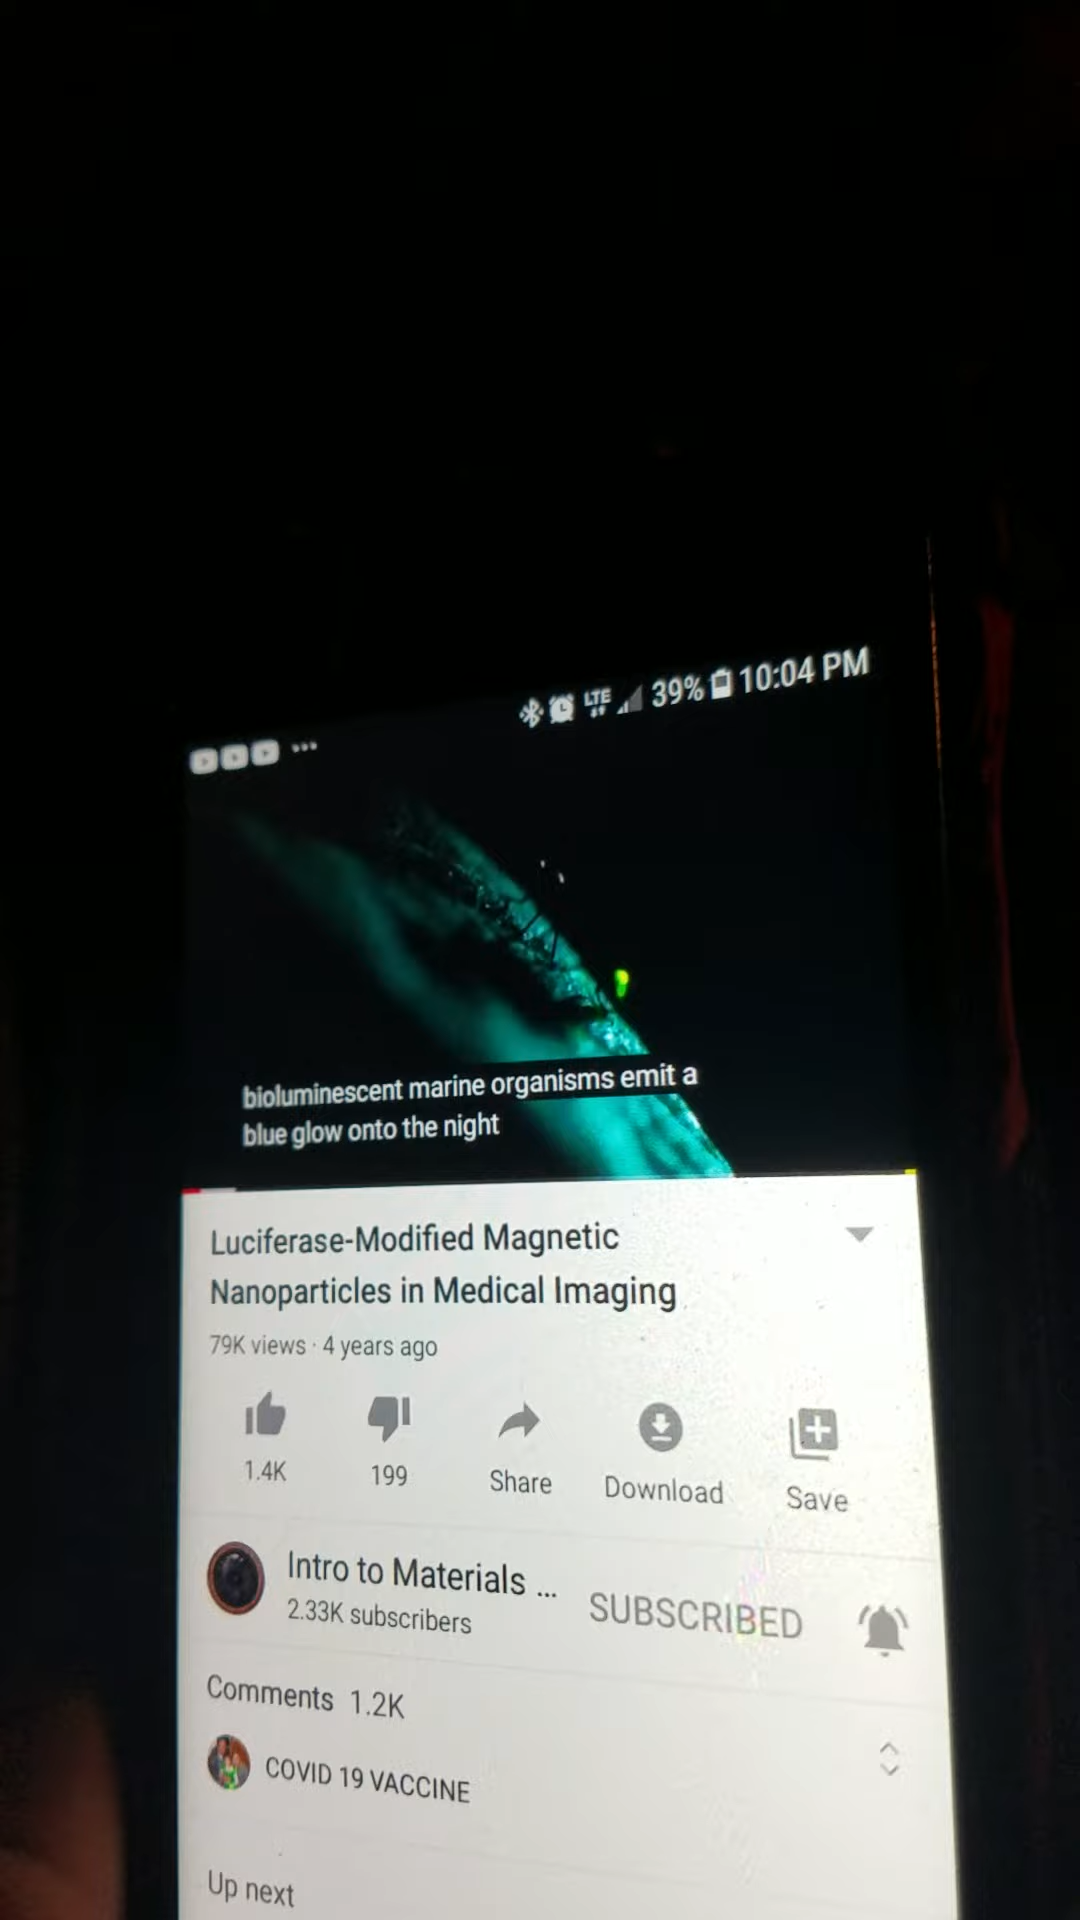 LTE 39% 10:04 PM
bioluminescent marine organisms emit a
blue glow onto the night
Luciferase-Modified Magnetic
Nanoparticles in Medical Imaging
79K views · 4 years ago
1.4K 199 Share Download Save
Intro to Materials ...
2.33K subscribers
SUBSCRIBED
Comments 1.2K
COVID 19 VACCINE
Up next